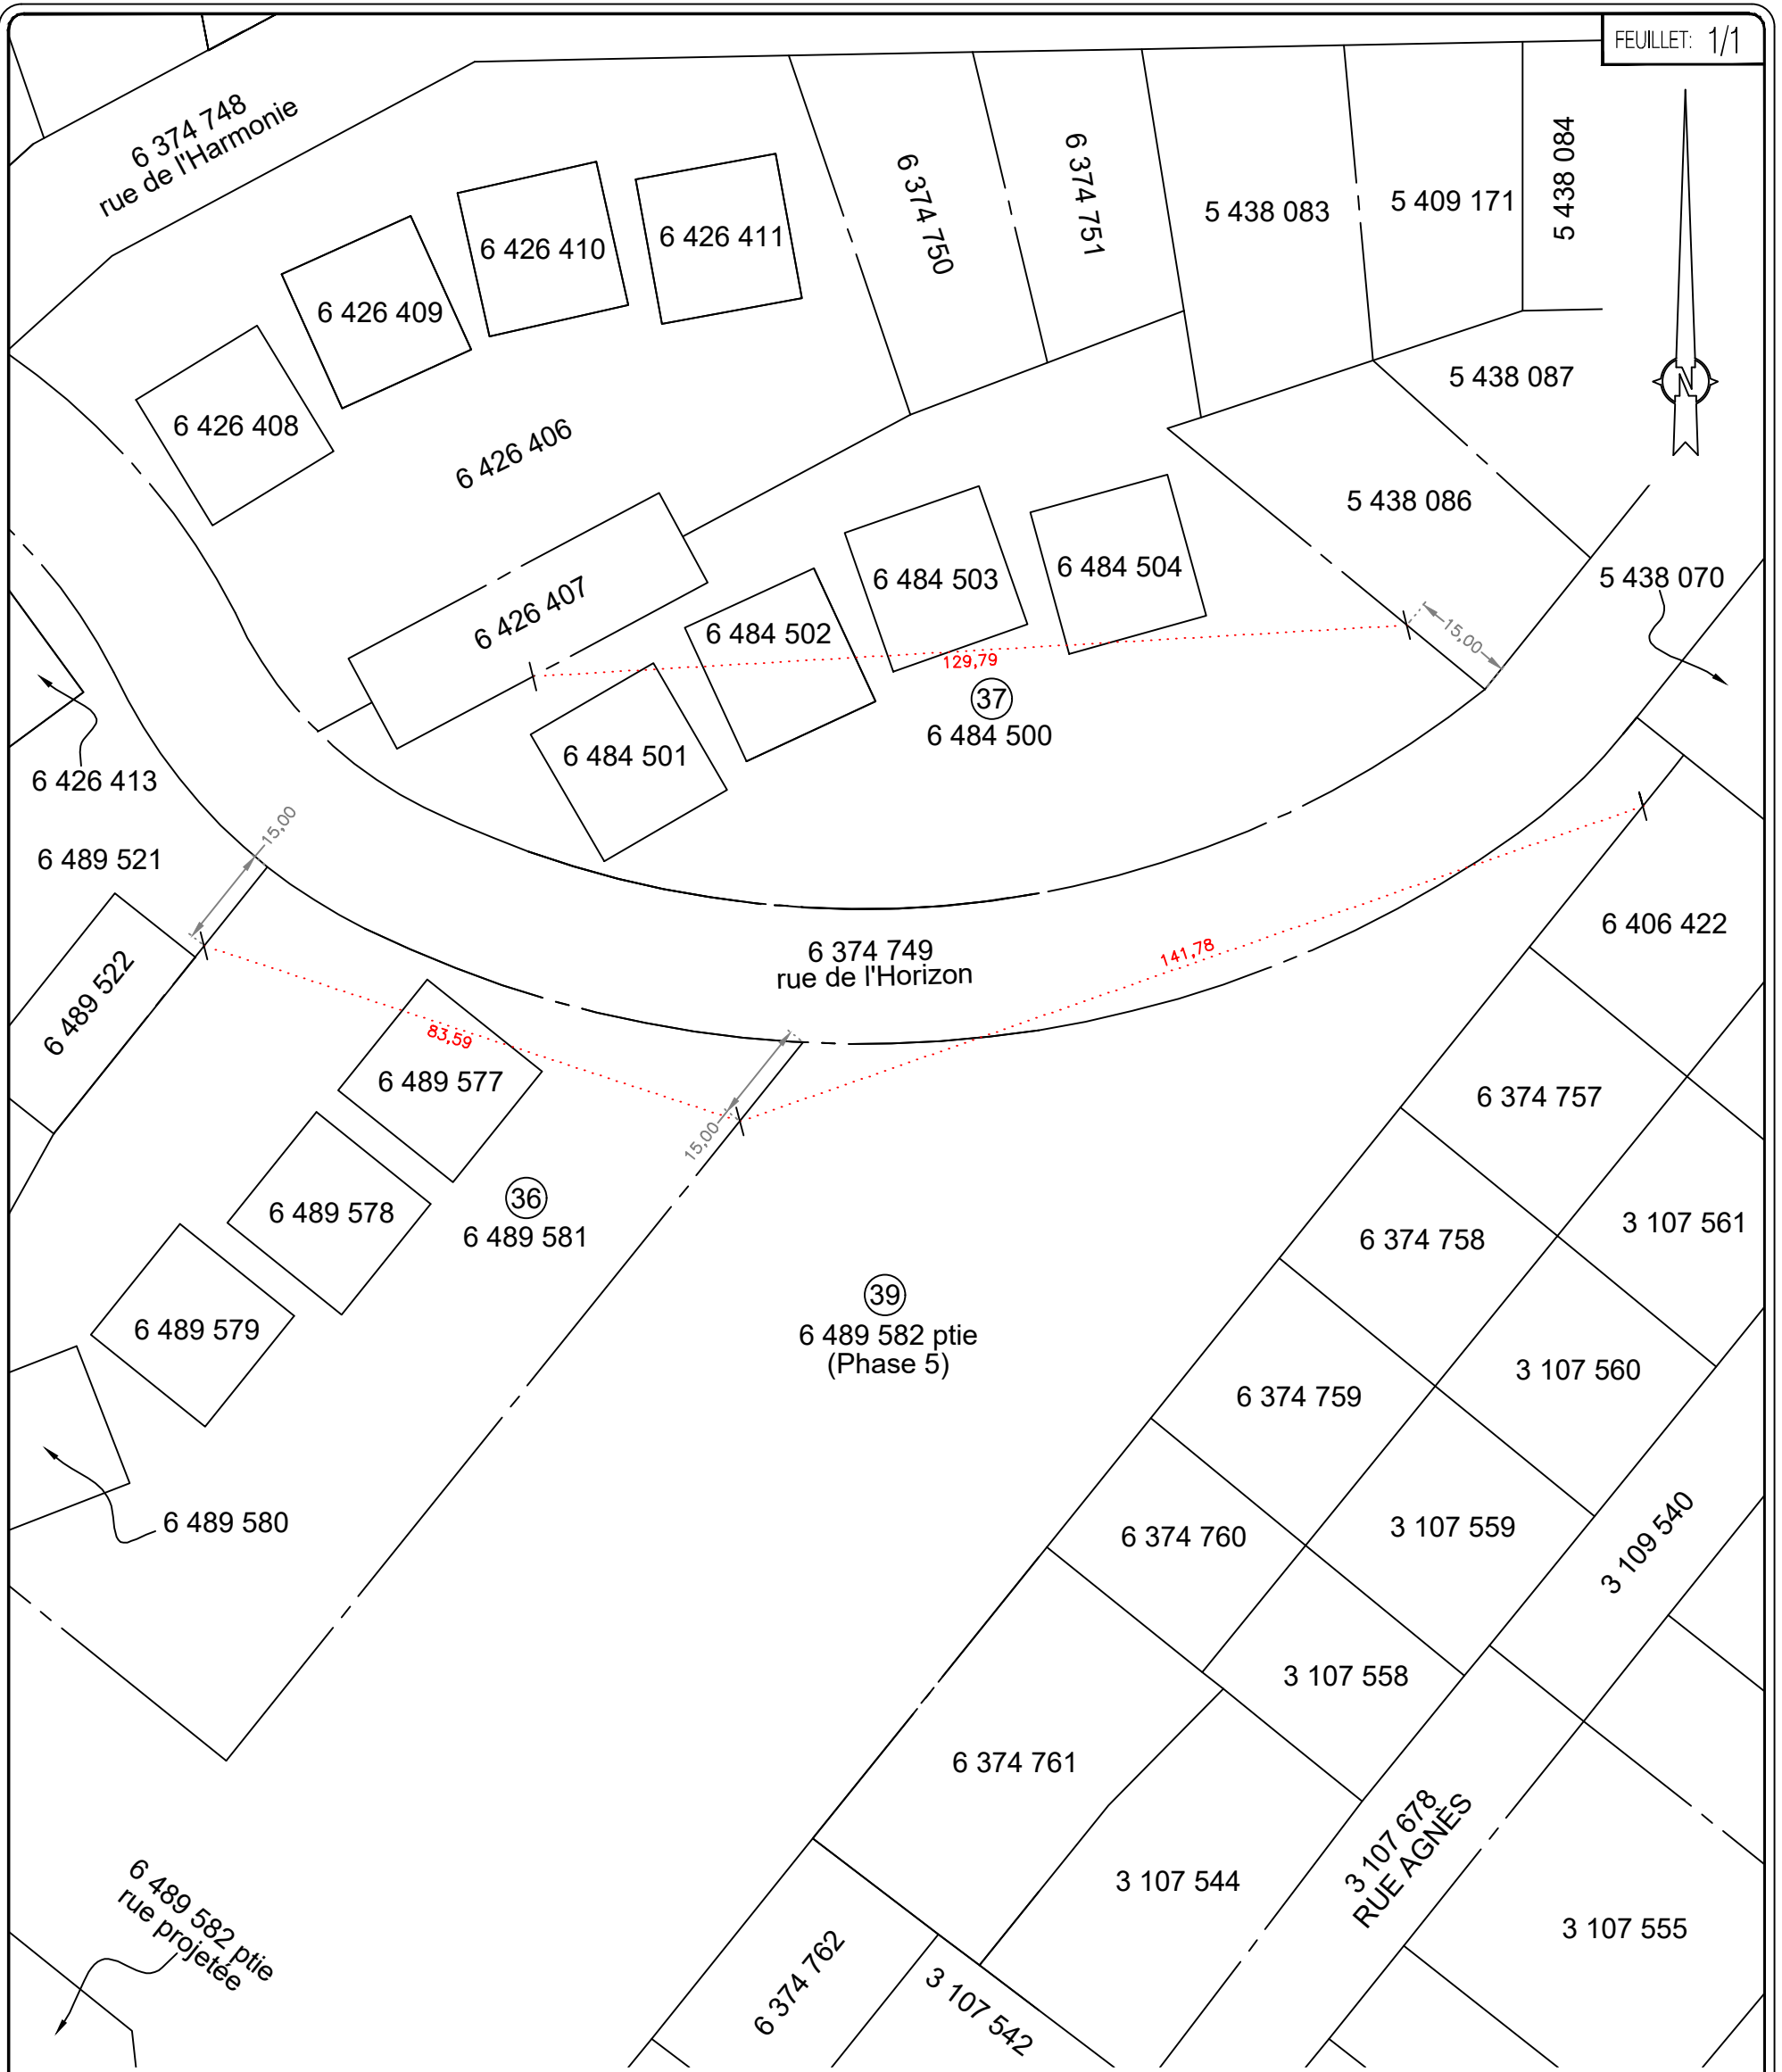 FEUILLET: 1/1
6 374 748
rue de l'Harmonie
6 374 750
6 374 751
5 438 083
5 409 171
5 438 084
6 426 411
6 426 410
6 426 409
6 426 408
6 426 406
5 438 087
N
5 438 086
5 438 070
6 426 407
6 484 503
6 484 504
6 484 502
15,00
129,79
37
6 484 500
6 484 501
6 426 413
15,00
6 489 521
6 406 422
6 374 749
rue de l'Horizon
141,78
6 489 522
83,59
6 489 577
15,00
6 374 757
6 489 578
36
6 489 581
3 107 561
6 374 758
39
6 489 582 ptie
(Phase 5)
6 489 579
3 107 560
6 374 759
6 489 580
6 374 760
3 107 559
3 109 540
3 107 558
6 374 761
3 107 678
RUE AGNÈS
3 107 544
3 107 555
6 489 582 ptie
rue projetée
6 374 762
3 107 542